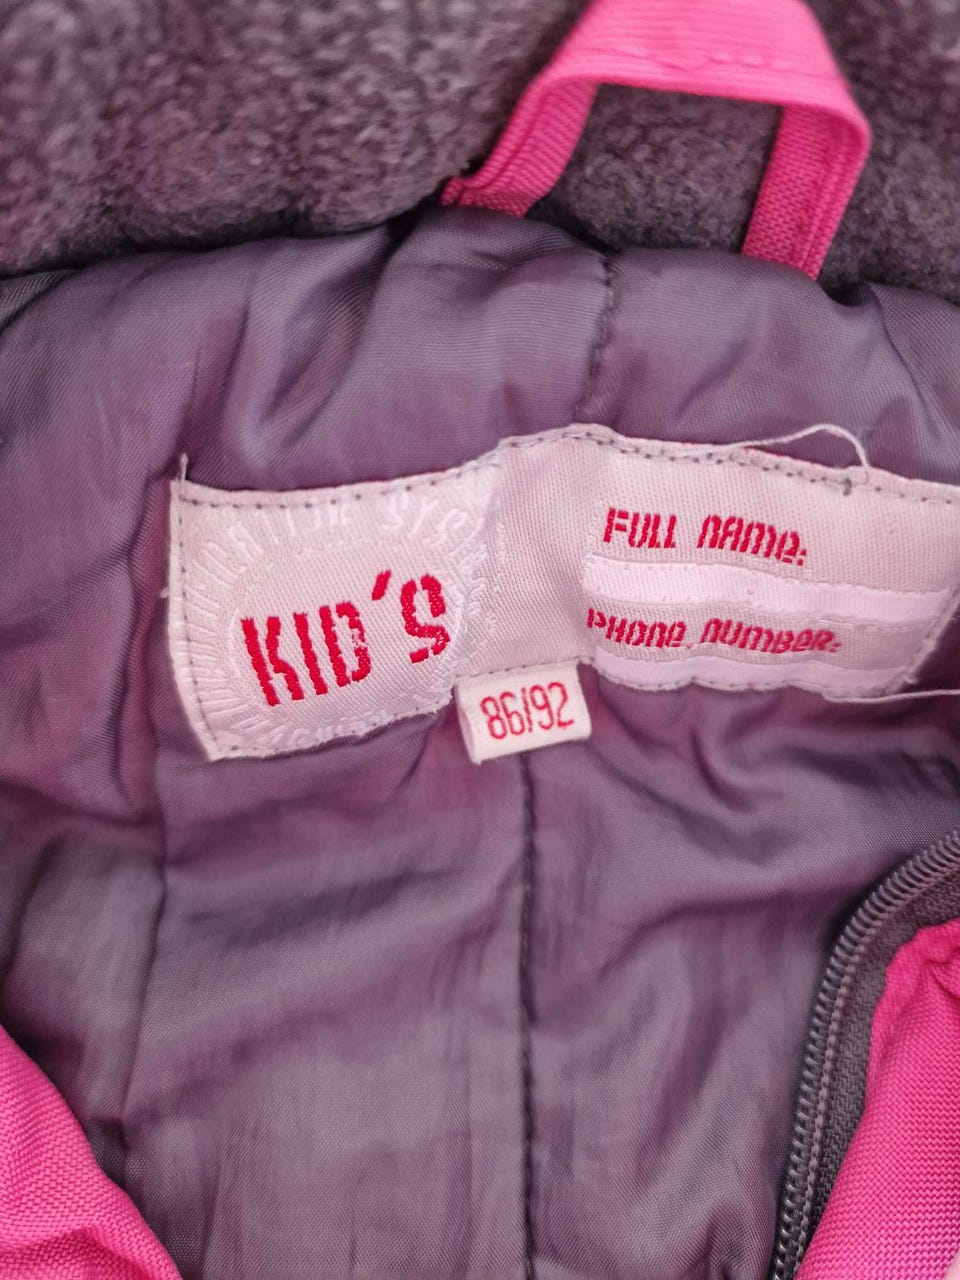 KID'S
86/92
FULL NAME:
PHONE NUMBER: